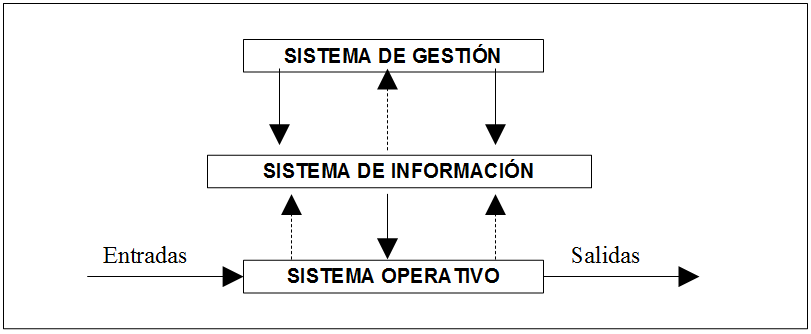 SISTEMA DE GESTIÓN
SISTEMA DE INFORMACIÓN
Entradas
SISTEMA OPERATIVO
Salidas